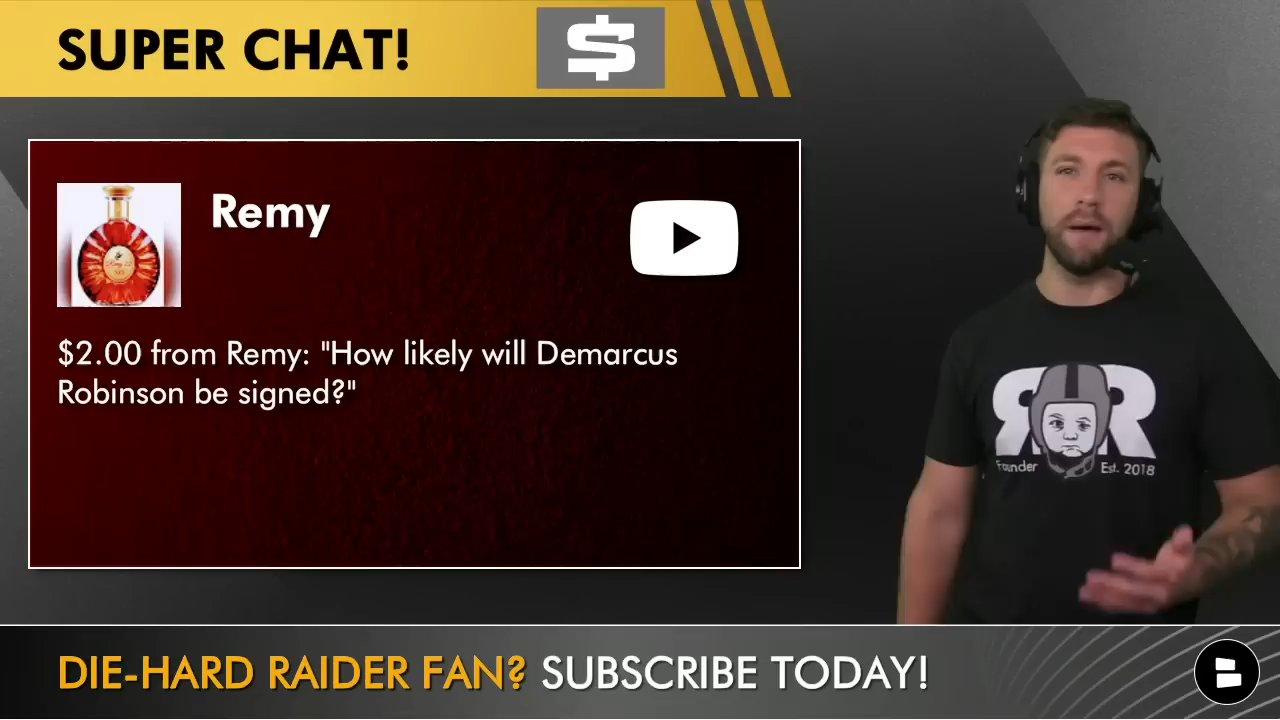 SUPER CHAT!
$
Remy
$2.00 from Remy: "How likely will Demarcus
Robinson be signed?"
RR
Founder
Est. 2018
DIE-HARD RAIDER FAN? SUBSCRIBE TODAY!